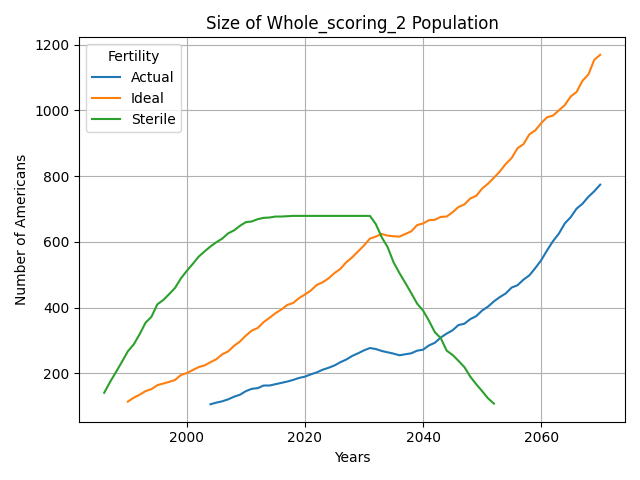 Size of Whole_scoring_2 Population
Number of Americans
1200
1000
800
600
400
200
Fertility
Actual
Ideal
Sterile
2000
2020
2040
2060
Years